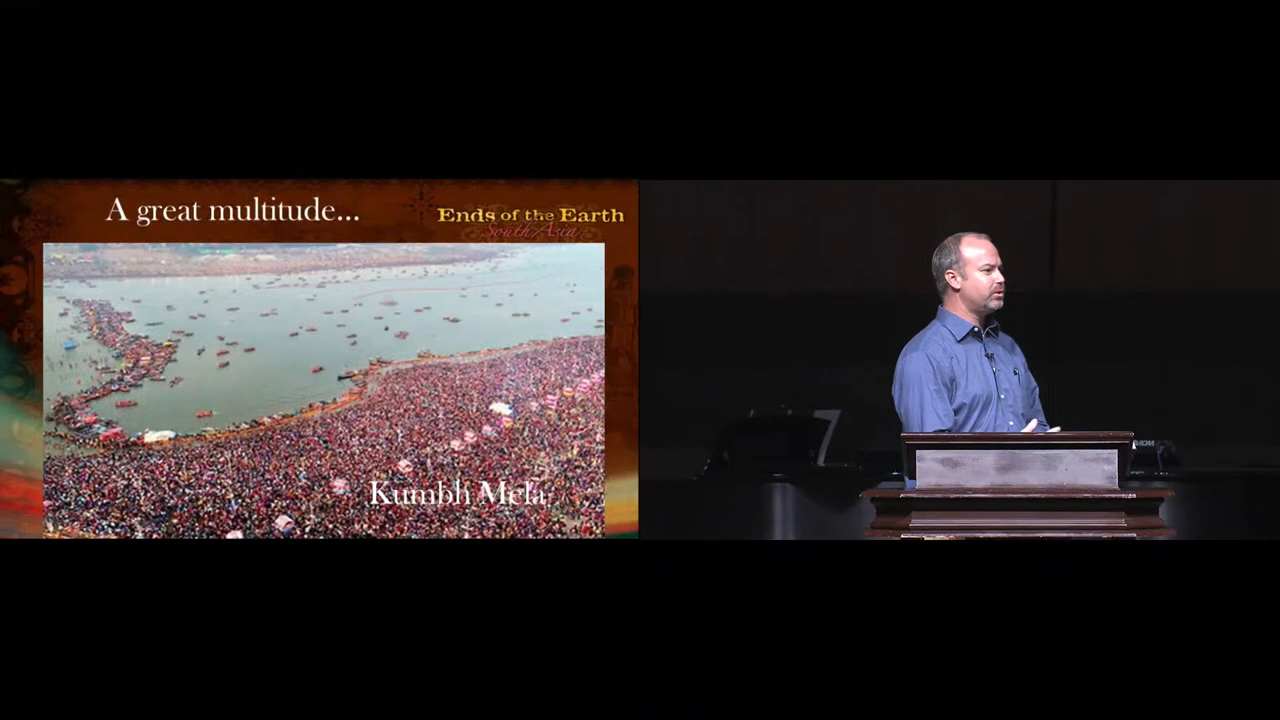 A great multitude...
Ends of the Earth
South Asia
Kumbh Mela